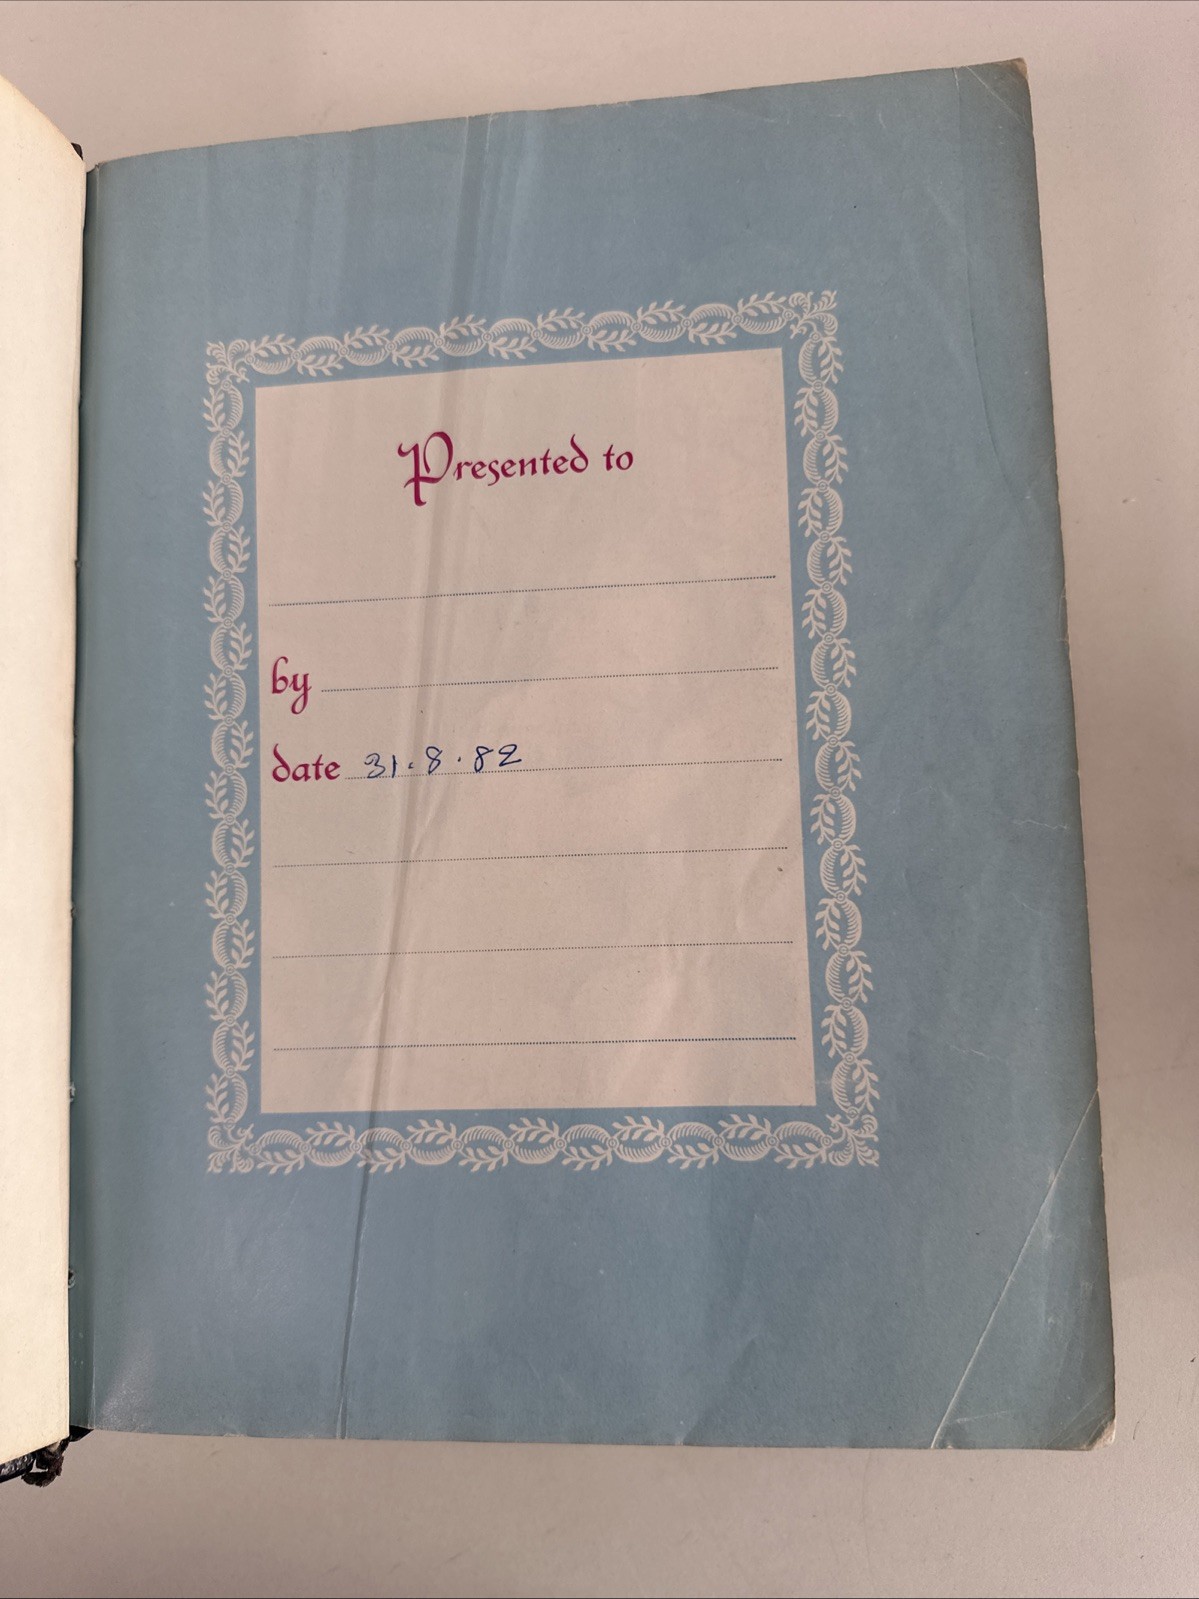 Presented to
by
date 31.8.82